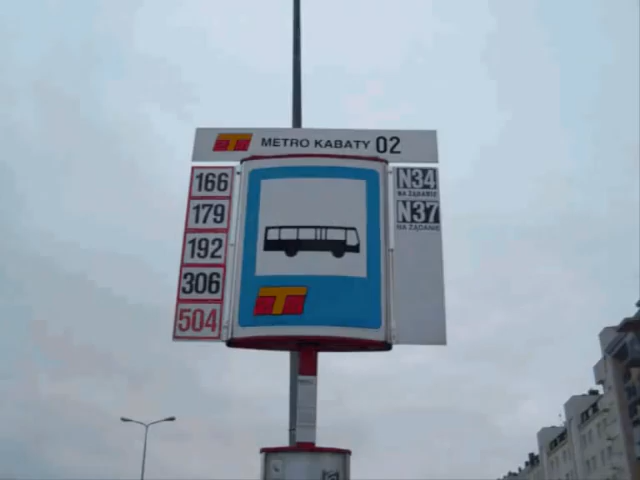 METRO KABATY 02
166
179
192
306
504
N34
NA ŻĄDANIE
N37
NA ŻĄDANIE